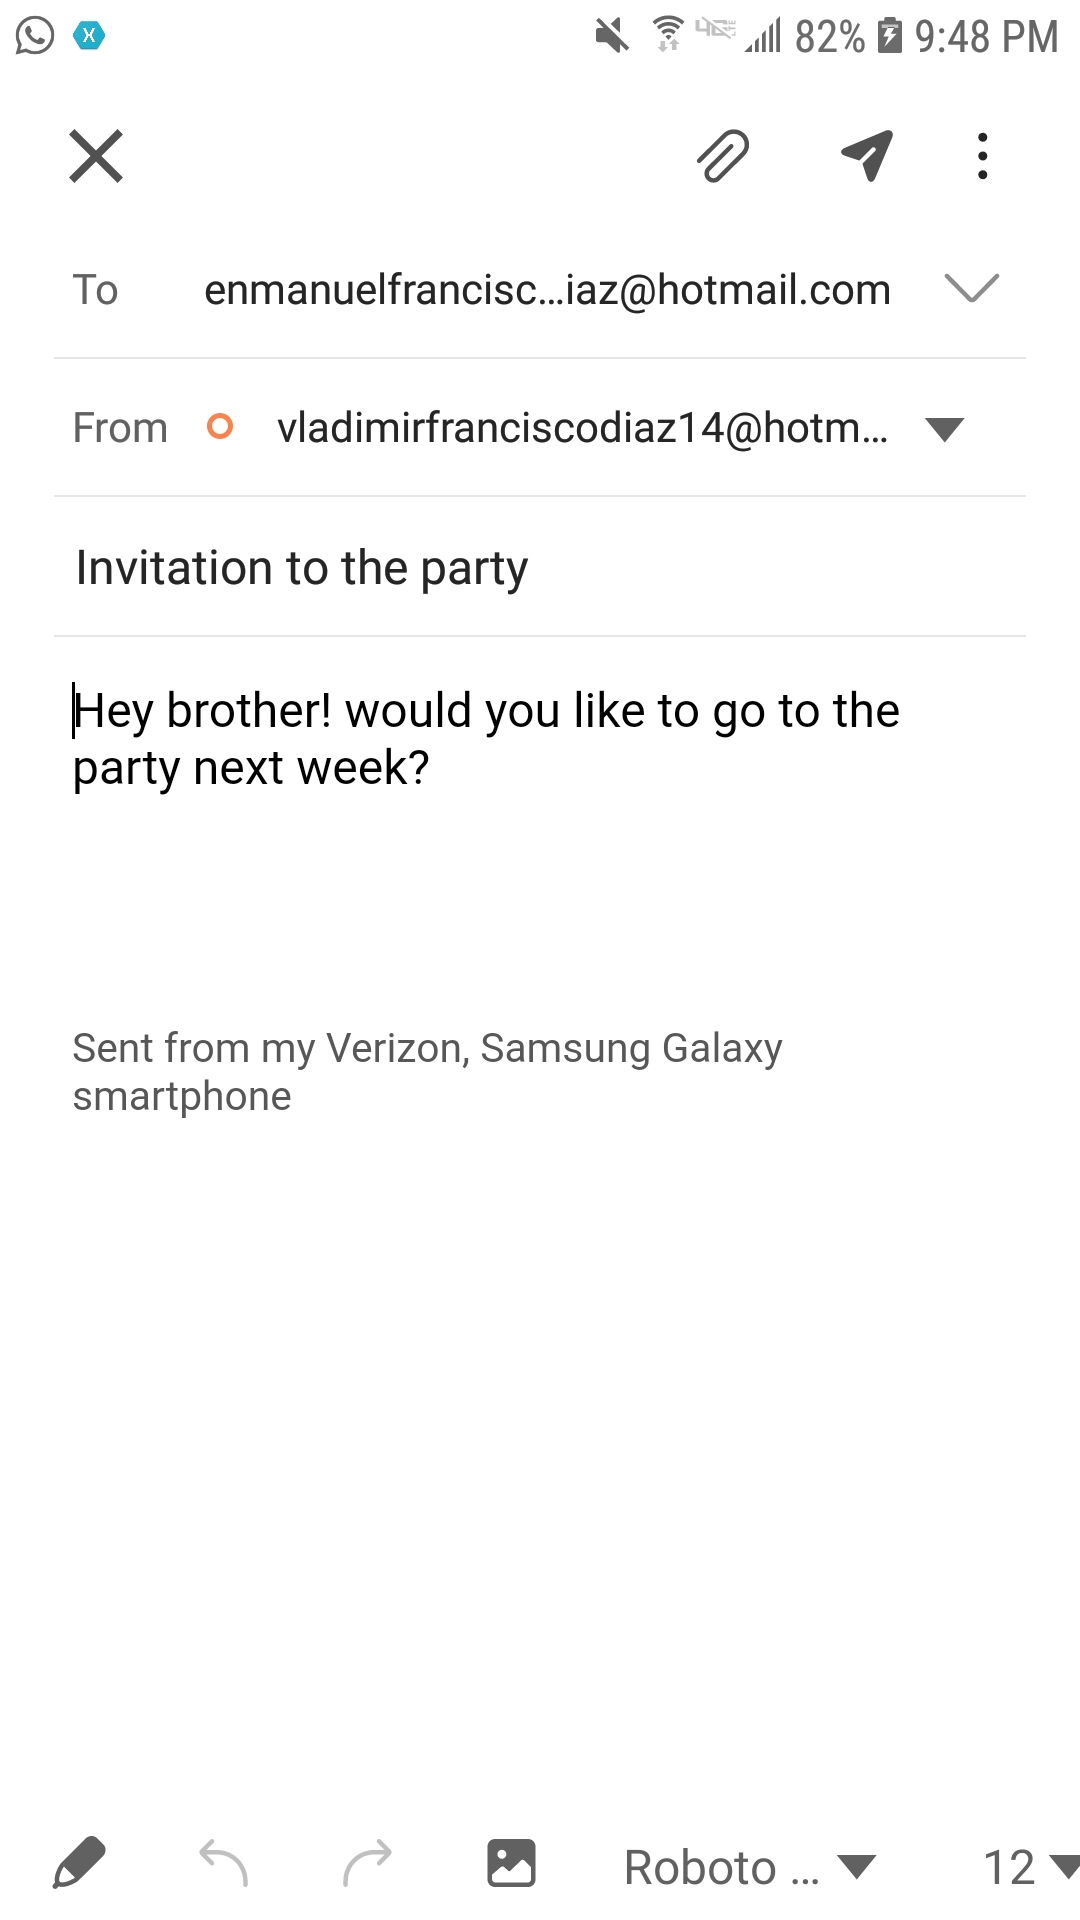 82% 9:48 PM
To enmanuelfrancisc...iaz@hotmail.com
From vladimirfranciscodiaz14@hotm...
Invitation to the party
Hey brother! would you like to go to the
party next week?
Sent from my Verizon, Samsung Galaxy
smartphone
Roboto ... 12